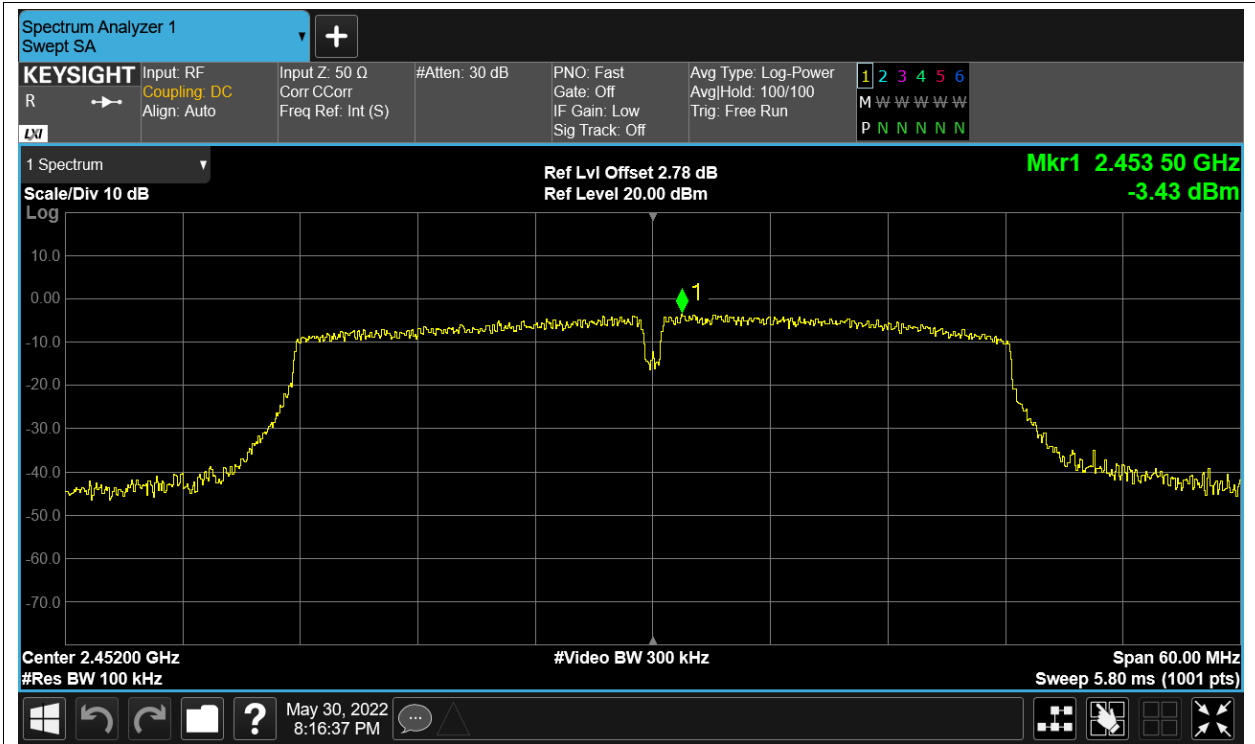 Spectrum Analyzer 1
Swept SA
KEYSIGHT
R
LXI
Input: RF
Coupling: DC
Align: Auto
Input Z: 50 Ω
Corr CCorr
Freq Ref: Int (S)
#Atten: 30 dB
PNO: Fast
Gate: Off
IF Gain: Low
Sig Track: Off
Avg Type: Log-Power
Avg|Hold: 100/100
Trig: Free Run
1 2 3 4 5 6
M W W W W W
P N N N N N
1 Spectrum
Scale/Div 10 dB
Log
Ref Lvl Offset 2.78 dB
Ref Level 20.00 dBm
Mkr1 2.453 50 GHz
-3.43 dBm
10.0
0.00
-10.0
-20.0
-30.0
-40.0
-50.0
-60.0
-70.0
1
Center 2.45200 GHz
#Res BW 100 kHz
#Video BW 300 kHz
Span 60.00 MHz
Sweep 5.80 ms (1001 pts)
?
May 30, 2022
8:16:37 PM